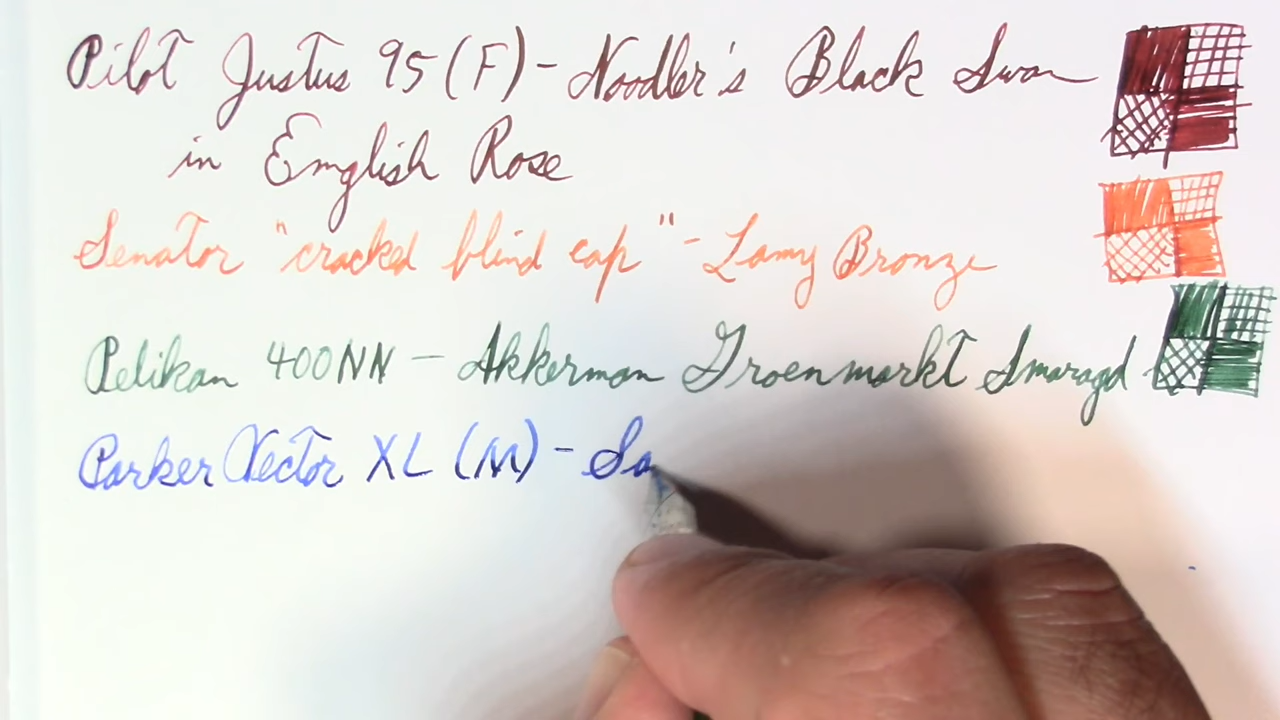 Pilot Justus 95 (F) - Noodler's Black Swan
in English Rose
Senator "cracked blind cap" - Lamy Bronze
Pelikan 400NN - Akkerman Groenmarkt Smaragd
Parker Vector XL (M) - Sa